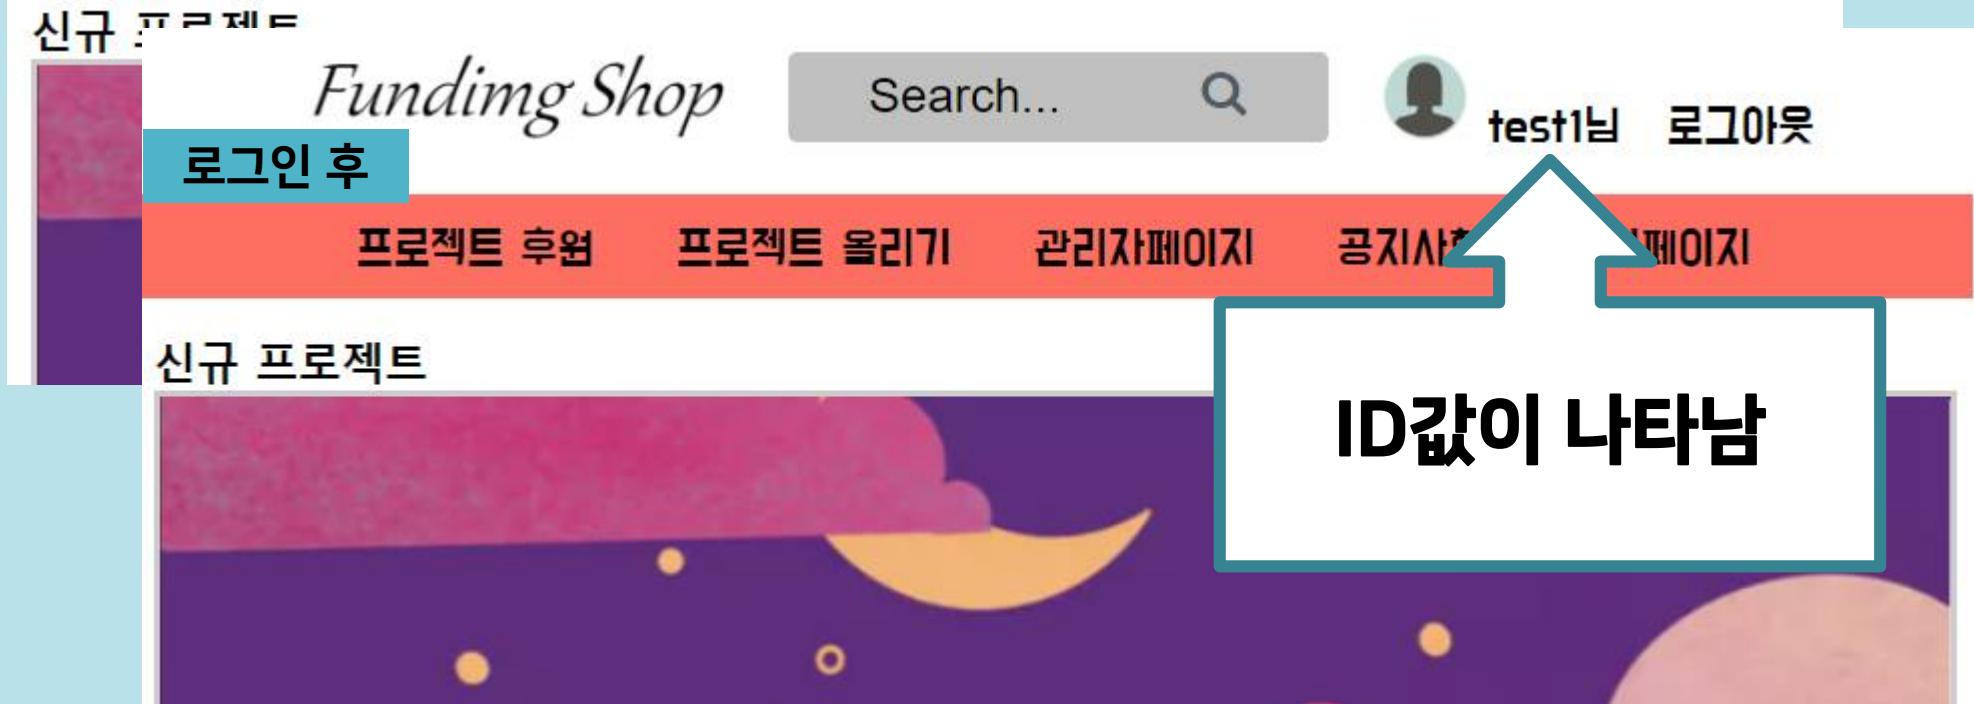 신규
Fundimg Shop
Search...
test1님 로그아웃
로그인 후
프로젝트 후원 프로젝트 올리기 관리자페이지
신규 프로젝트
ID값이 나타남